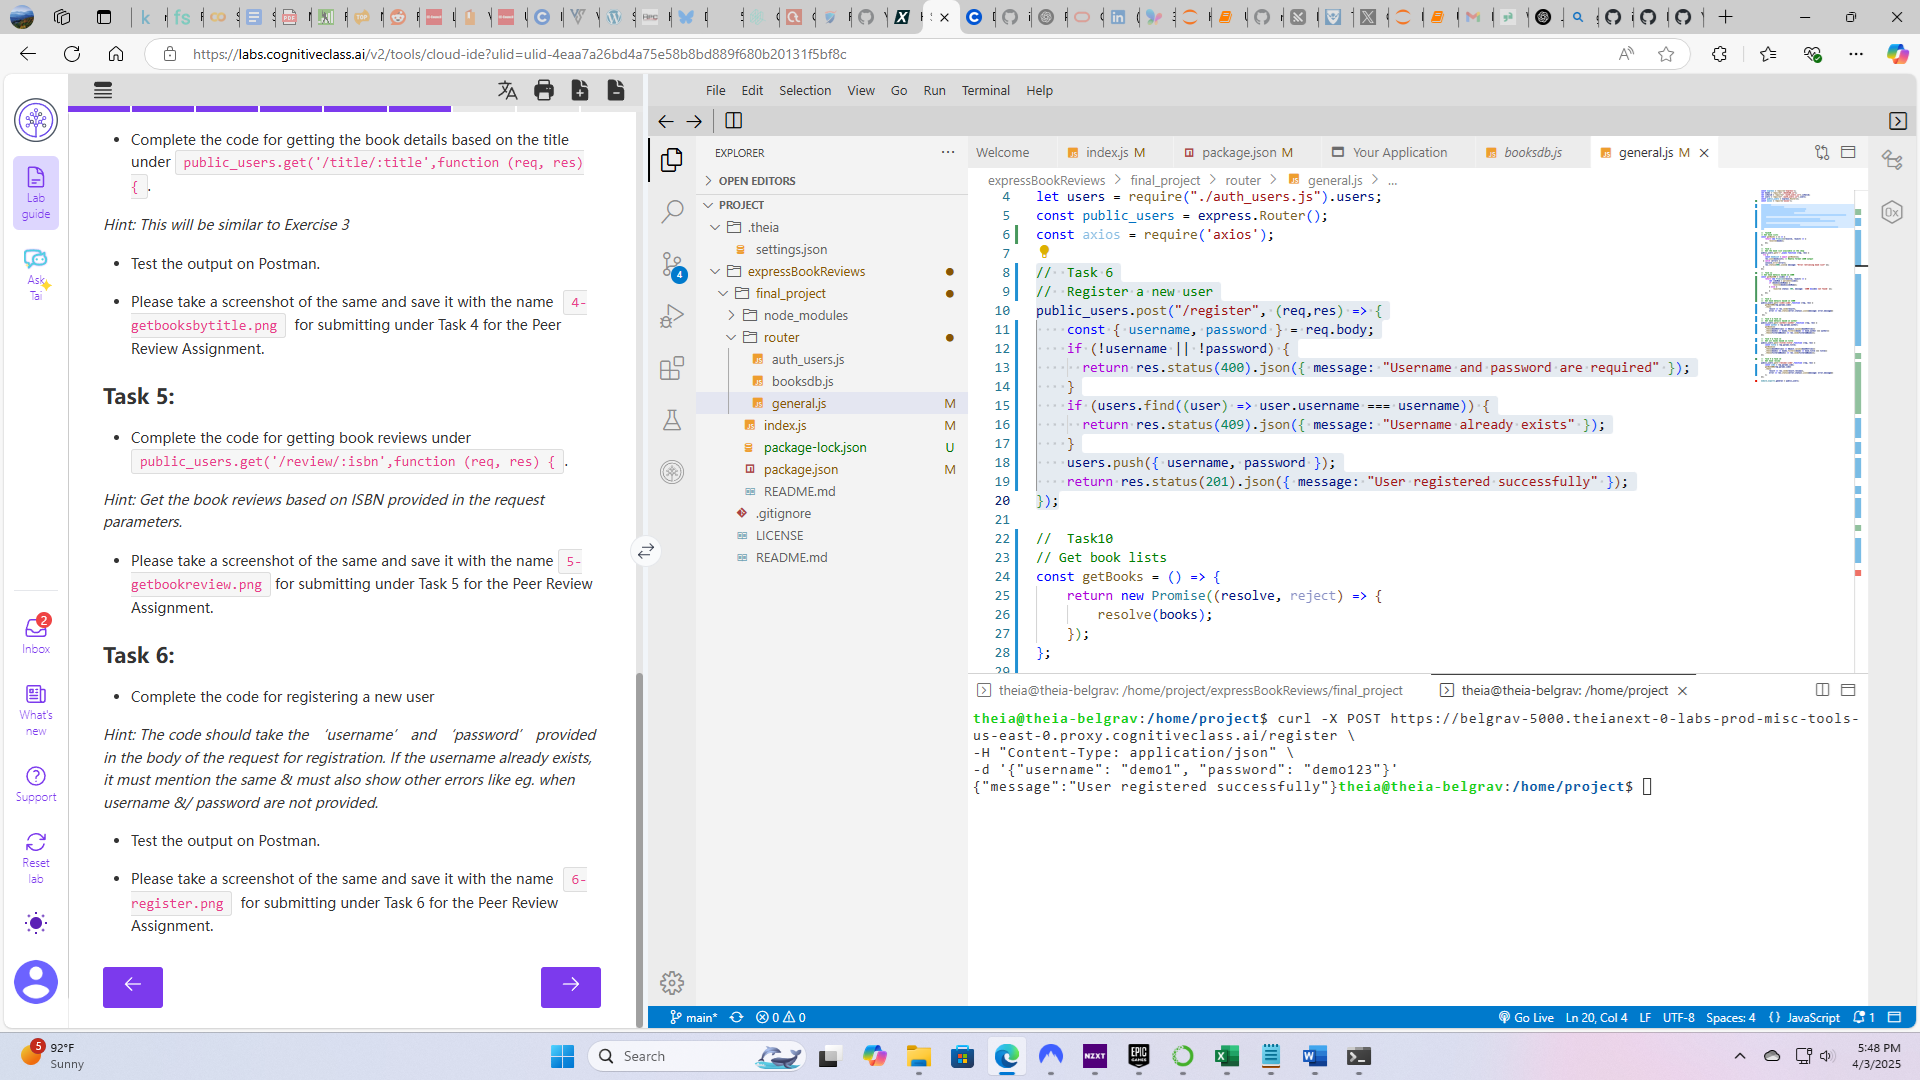 https://labs.cognitiveclass.ai/v2/tools/cloud-ide?ulid=ulid-4eaa7a26bd4a75e58b8bd889f680b20131f5bf8c
Lab
guide
Ask
Tai
2
Inbox
What's
new
Support
Reset
lab
Complete the code for getting the book details based on the title
under public_users.get('/title/:title',function (req, res)
{ .
Hint: This will be similar to Exercise 3
Test the output on Postman.
Please take a screenshot of the same and save it with the name 4-
getbooksbytitle.png for submitting under Task 4 for the Peer
Review Assignment.
Task 5:
Complete the code for getting book reviews under
public_users.get('/review/:isbn',function (req, res) { .
Hint: Get the book reviews based on ISBN provided in the request
parameters.
Please take a screenshot of the same and save it with the name 5-
getbookreview.png for submitting under Task 5 for the Peer Review
Assignment.
Task 6:
Complete the code for registering a new user
Hint: The code should take the ‘username’ and ‘password’ provided
in the body of the request for registration. If the username already exists,
it must mention the same & must also show other errors like eg. when
username &/ password are not provided.
Test the output on Postman.
Please take a screenshot of the same and save it with the name 6-
register.png for submitting under Task 6 for the Peer Review
Assignment.
File Edit Selection View Go Run Terminal Help
4
EXPLORER
OPEN EDITORS
PROJECT
.theia
settings.json
expressBookReviews
final_project
node_modules
router
auth_users.js
booksdb.js
general.js M
index.js M
package-lock.json U
package.json M
README.md
.gitignore
LICENSE
README.md
Welcome index.js M package.json M Your Application booksdb.js general.js M
expressBookReviews > final_project > router > general.js > ...
4 let users = require("./auth_users.js").users;
5 const public_users = express.Router();
6 const axios = require('axios');
7
8 // Task 6
9 // Register a new user
10 public_users.post("/register", (req,res) => {
11 const { username, password } = req.body;
12 if (!username || !password) {
13 return res.status(400).json({ message: "Username and password are required" });
14 }
15 if (users.find((user) => user.username === username)) {
16 return res.status(409).json({ message: "Username already exists" });
17 }
18 users.push({ username, password });
19 return res.status(201).json({ message: "User registered successfully" });
20 });
21
22 // Task10
23 // Get book lists
24 const getBooks = () => {
25 return new Promise((resolve, reject) => {
26 resolve(books);
27 });
28 };
29
theia@theia-belgrav: /home/project/expressBookReviews/final_project theia@theia-belgrav: /home/project
theia@theia-belgrav:/home/project$ curl -X POST https://belgrav-5000.theianext-0-labs-prod-misc-tools-
us-east-0.proxy.cognitiveclass.ai/register \
-H "Content-Type: application/json" \
-d '{"username": "demo1", "password": "demo123"}'
{"message":"User registered successfully"}theia@theia-belgrav:/home/project$
main* 0 0 Go Live Ln 20, Col 4 LF UTF-8 Spaces: 4 {} JavaScript 1
5
92°F
Sunny
Search
NZXT
EPIC GAMES
5:48 PM
4/3/2025